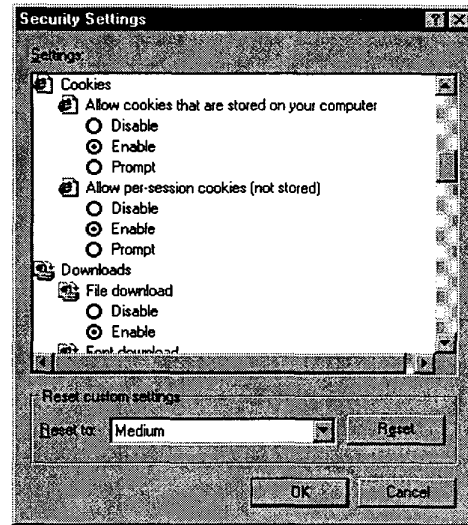 Security Settings
Settings:
Cookies
Allow cookies that are stored on your computer
Disable
Enable
Prompt
Allow per-session cookies (not stored)
Disable
Enable
Prompt
Downloads
File download
Disable
Enable
Font download
Reset custom settings
Reset to: Medium Reset
OK Cancel